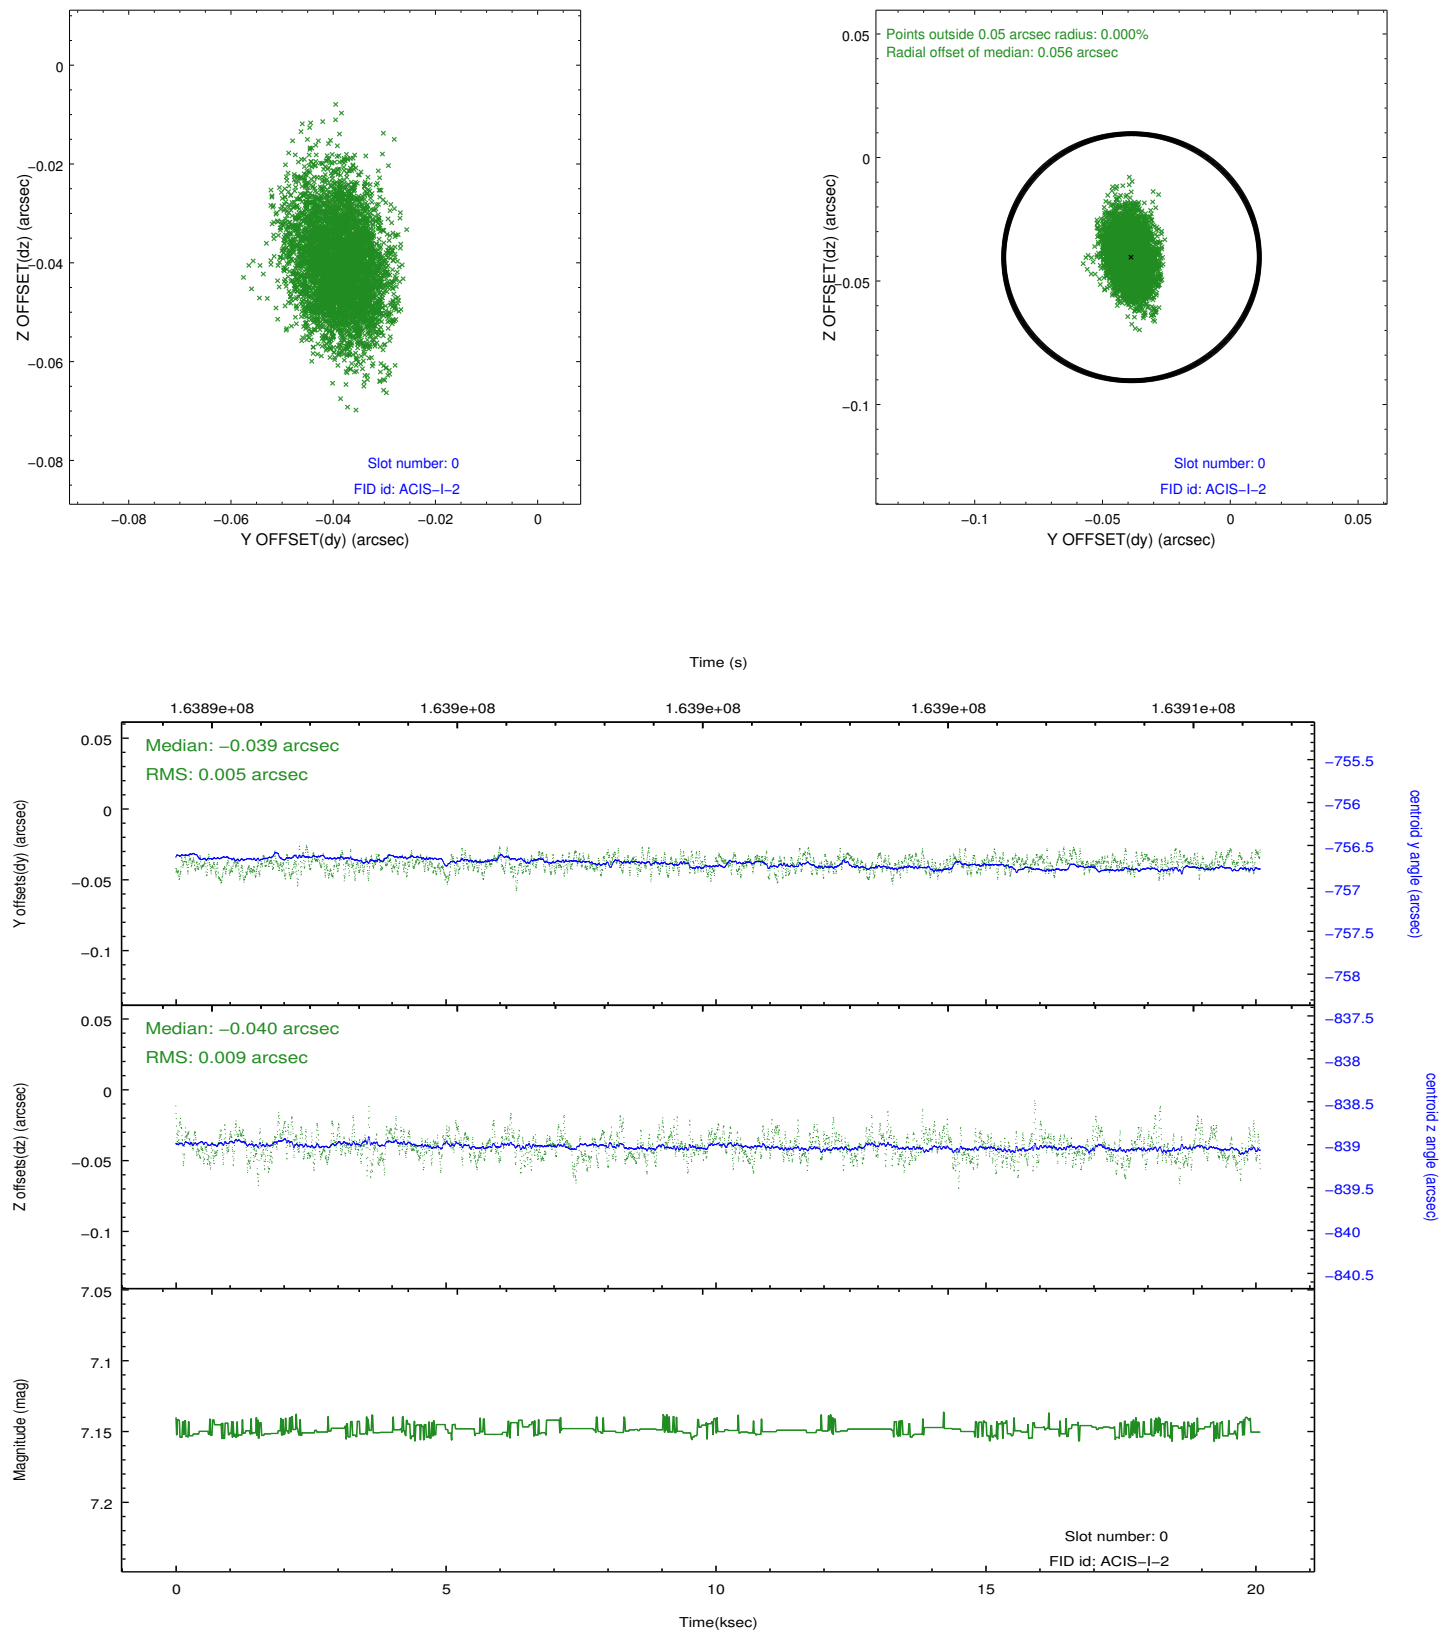 0
−0.02
−0.04
−0.06
−0.08
Z OFFSET(dz) (arcsec)
Slot number: 0
FID id: ACIS−I−2
−0.08
−0.06
−0.04
−0.02
0
Y OFFSET(dy) (arcsec)
Points outside 0.05 arcsec radius: 0.000%
Radial offset of median: 0.056 arcsec
0.05
0
−0.05
−0.1
Z OFFSET(dz) (arcsec)
Slot number: 0
FID id: ACIS−I−2
−0.1
−0.05
0
0.05
Y OFFSET(dy) (arcsec)
Time (s)
1.6389e+08
1.639e+08
1.639e+08
1.639e+08
1.6391e+08
Median: −0.039 arcsec
RMS: 0.005 arcsec
0.05
0
−0.05
−0.1
Y offsets(dy) (arcsec)
−755.5
−756
−756.5
−757
−757.5
−758
centroid y angle (arcsec)
Median: −0.040 arcsec
RMS: 0.009 arcsec
0.05
0
−0.05
−0.1
Z offsets(dz) (arcsec)
−837.5
−838
−838.5
−839
−839.5
−840
−840.5
centroid z angle (arcsec)
7.05
7.1
7.15
7.2
Magnitude (mag)
Slot number: 0
FID id: ACIS−I−2
0
5
10
15
20
Time(ksec)